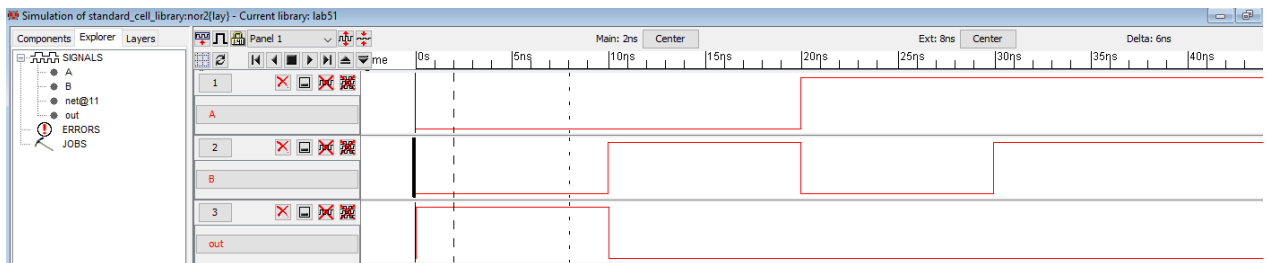 Simulation of standard_cell_library:nor2{lay} - Current library: lab51
Components Explorer Layers
Panel 1 Main: 2ns Center Ext: 8ns Center Delta: 6ns
SIGNALS
me 0s 5ns 10ns 15ns 20ns 25ns 30ns 35ns 40ns
A
1
B
net@11
A
out
ERRORS
JOBS
2
B
3
out